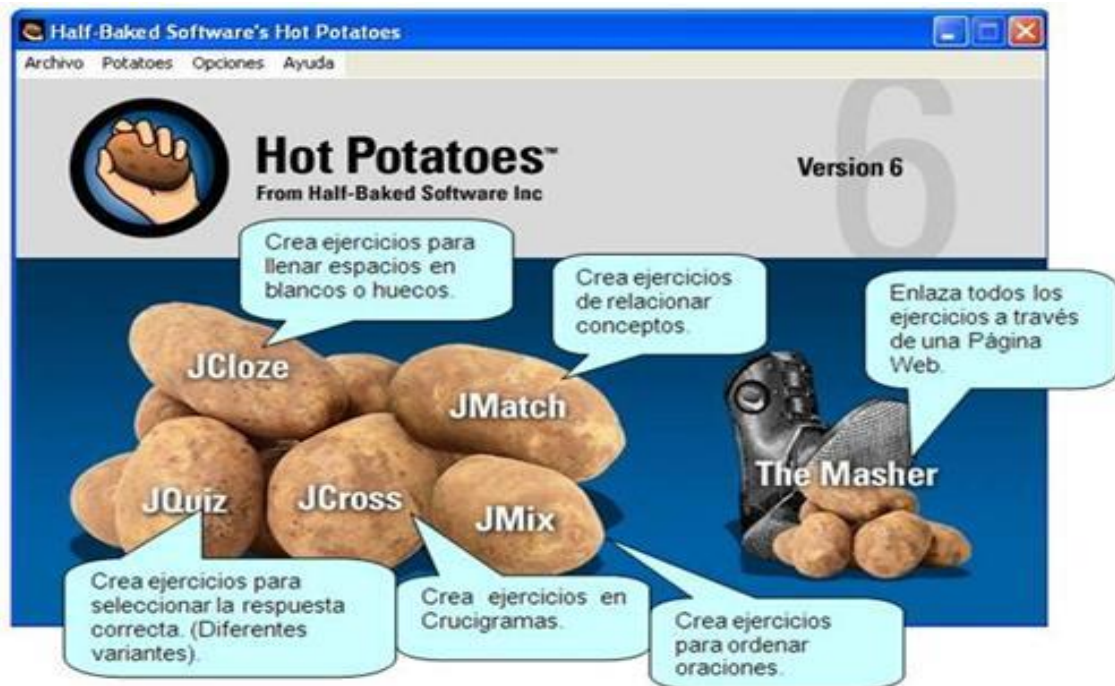 Half-Baked Software's Hot Potatoes
Archivo Potatoes Opciones Ayuda
6
Hot Potatoes™
From Half-Baked Software Inc
Version 6
Crea ejercicios para
llenar espacios en
blancos o huecos.
Crea ejercicios
de relacionar
conceptos.
Enlaza todos los
ejercicios a través
de una Página
Web.
JCloze
JMatch
The Masher
JQuiz
JCross
JMix
Crea ejercicios para
seleccionar la respuesta
correcta. (Diferentes
variantes).
Crea ejercicios en
Crucigramas.
Crea ejercicios
para ordenar
oraciones.